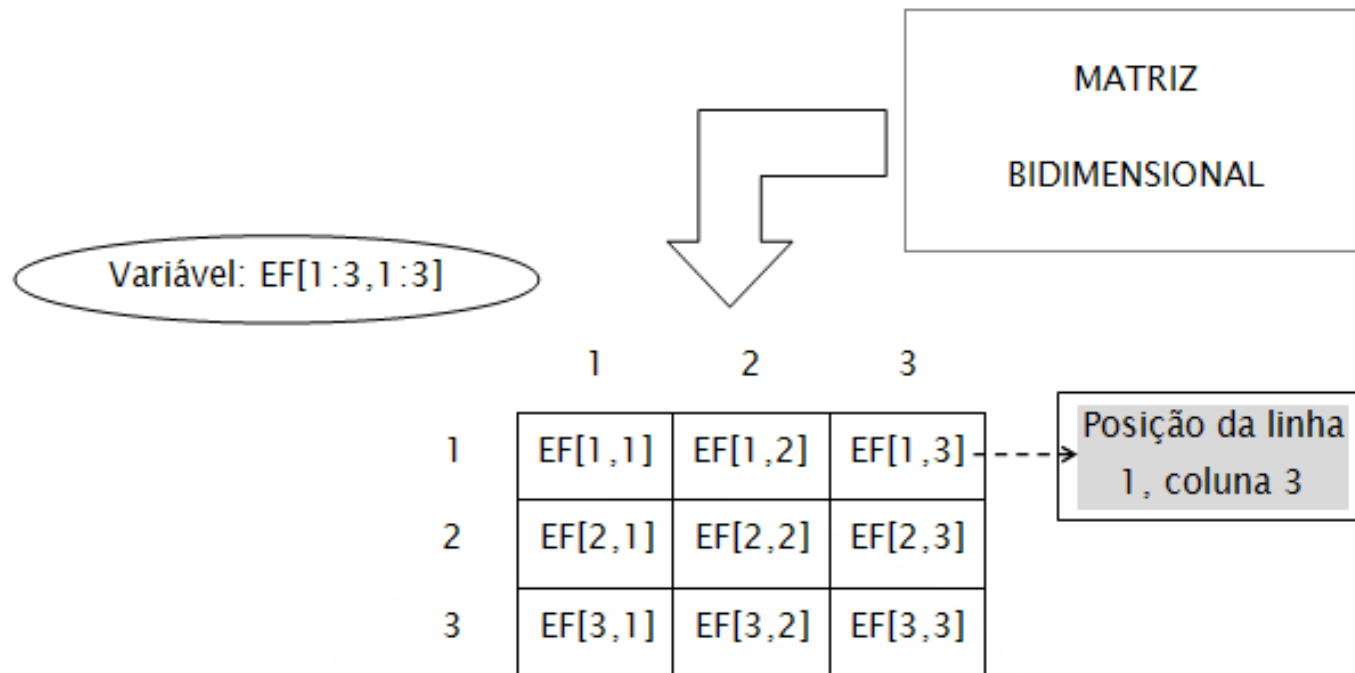 MATRIZ
BIDIMENSIONAL
Variável: EF[1:3,1:3]
1 2 3
1 EF[1,1] EF[1,2] EF[1,3]
Posição da linha
1, coluna 3
2 EF[2,1] EF[2,2] EF[2,3]
3 EF[3,1] EF[3,2] EF[3,3]